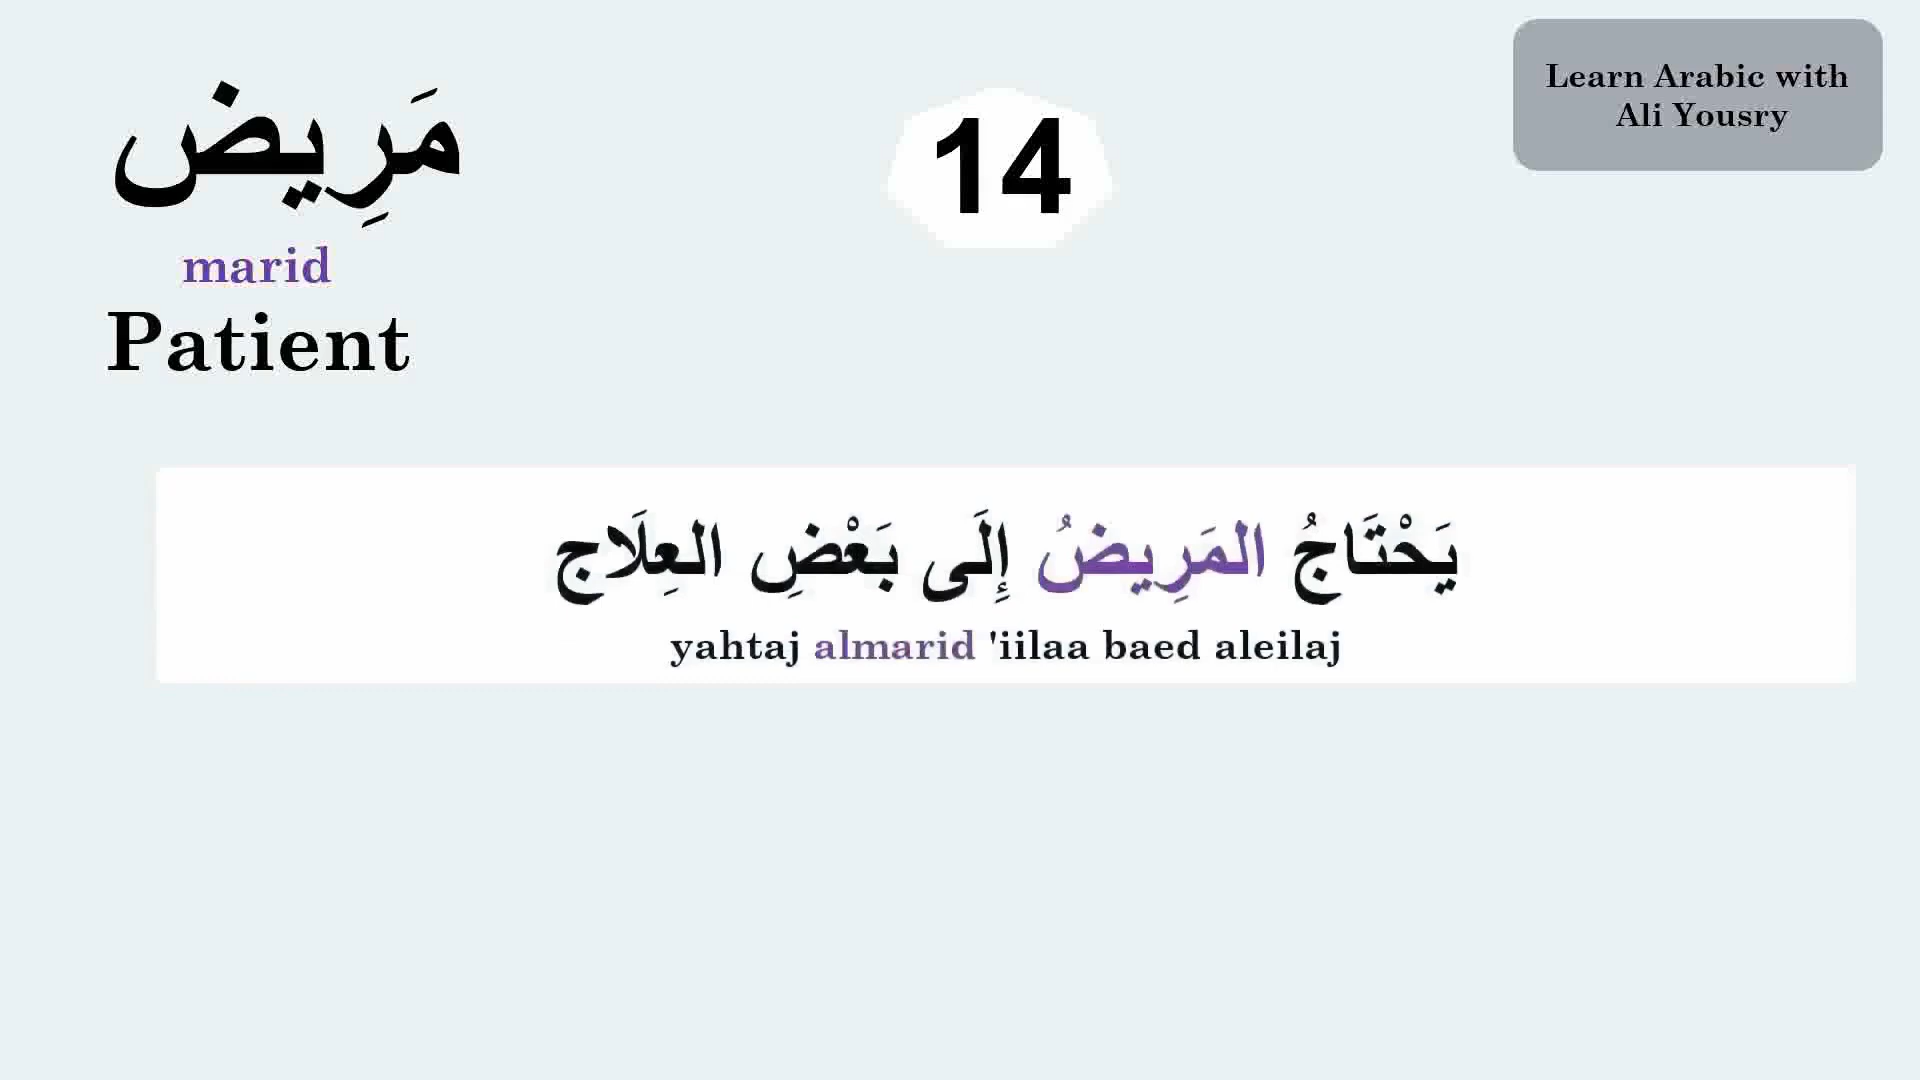 مَرِيض
marid
Patient
14
Learn Arabic with
Ali Yousry
يَحْتَاجُ المَرِيضُ إِلَى بَعْضِ العِلَاج
yahtaj almarid 'iilaa baed aleilaj